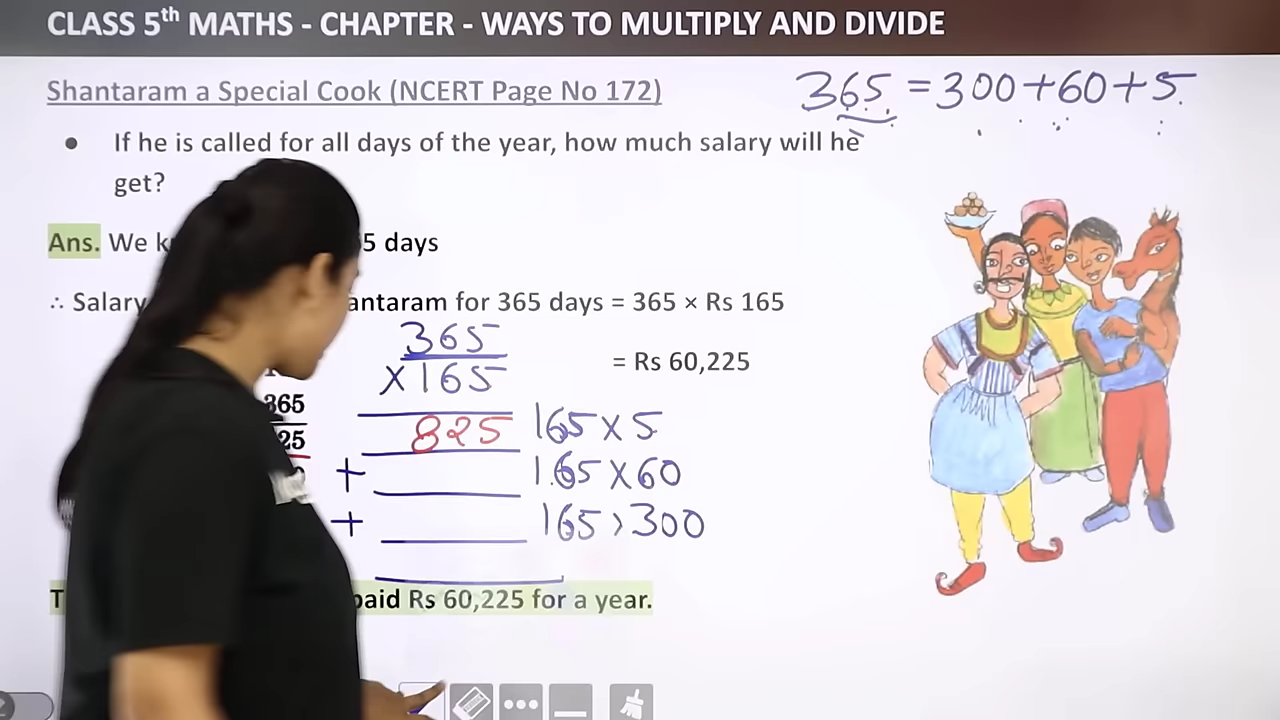 CLASS 5th MATHS - CHAPTER - WAYS TO MULTIPLY AND DIVIDE
Shantaram a Special Cook (NCERT Page No 172)
365 = 300 + 60 + 5
• If he is called for all days of the year, how much salary will he
get?
Ans. We 5 days
∴ Salary antaram for 365 days = 365 × Rs 165
365
×165
= Rs 60,225
365
25
825 165 × 5
+ 165 × 60
+ 165 > 300
paid Rs 60,225 for a year.